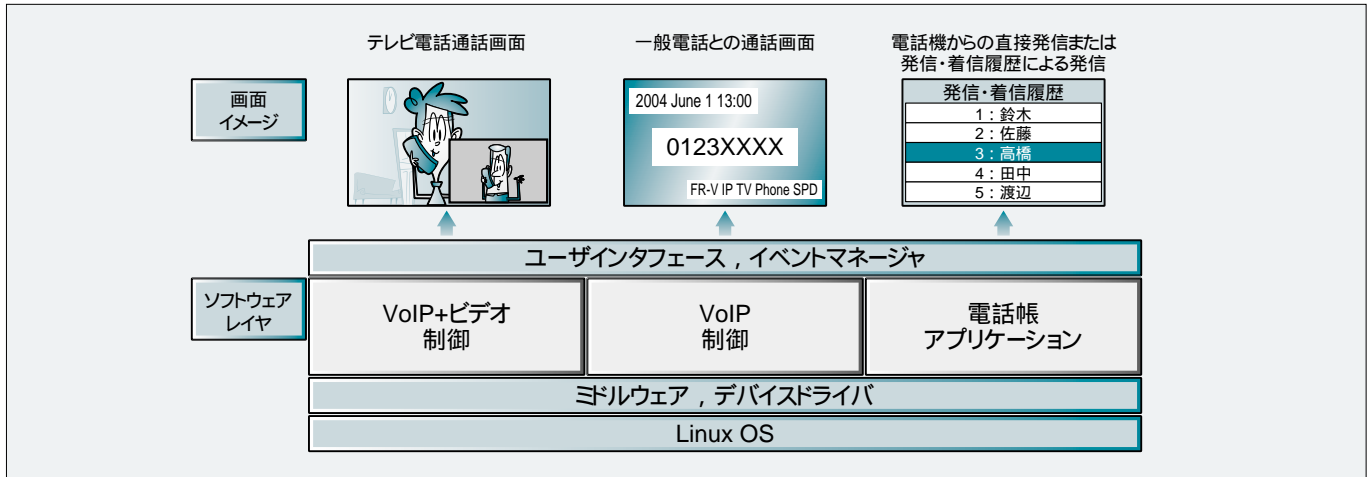 テレビ電話通話画面
一般電話との通話画面
電話機からの直接発信または
発信・着信履歴による発信
画面
イメージ
2004 June 1 13:00
0123XXXX
FR-V IP TV Phone SPD
発信・着信履歴
1：鈴木
2：佐藤
3：高橋
4：田中
5：渡辺
ソフトウェア
レイヤ
ユーザインタフェース，イベントマネージャ
VoIP+ビデオ
制御
VoIP
制御
電話帳
アプリケーション
ミドルウェア，デバイスドライバ
Linux OS